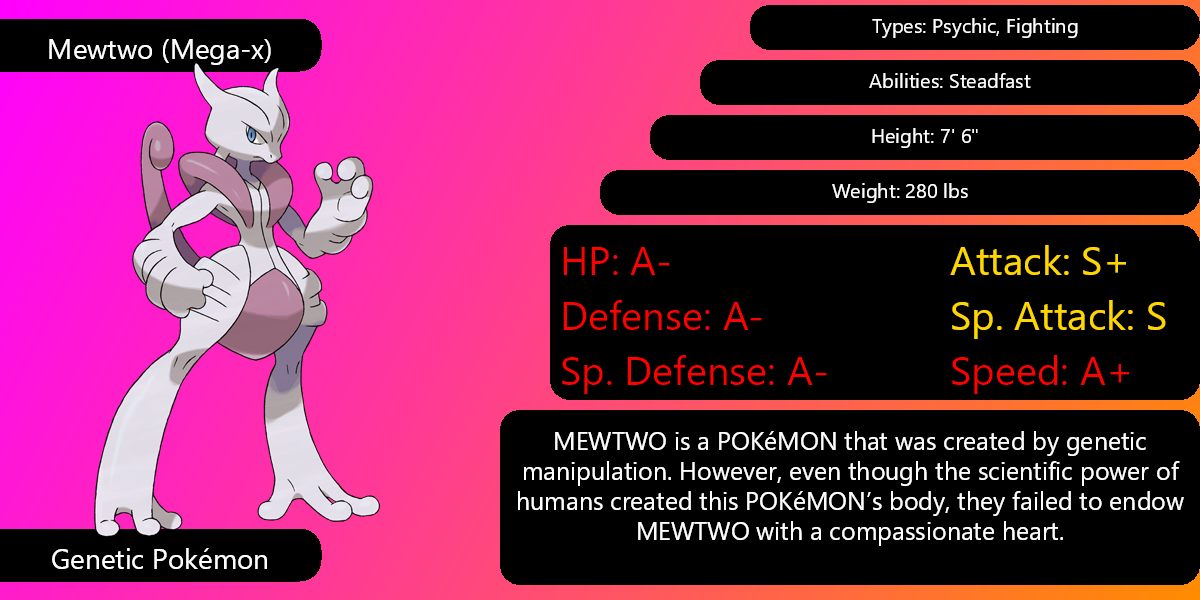 Mewtwo (Mega-x)
Types: Psychic, Fighting
Abilities: Steadfast
Height: 7' 6"
Weight: 280 lbs
HP: A-
Attack: S+
Defense: A-
Sp. Attack: S
Sp. Defense: A-
Speed: A+
MEWTWO is a POKéMON that was created by genetic
manipulation. However, even though the scientific power of
humans created this POKéMON’s body, they failed to endow
MEWTWO with a compassionate heart.
Genetic Pokémon